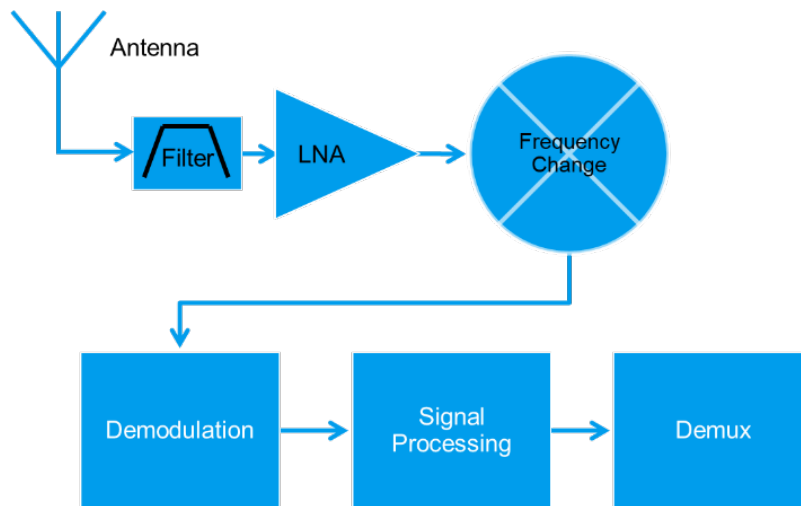 Antenna
Filter
LNA
Frequency
Change
Demodulation
Signal
Processing
Demux